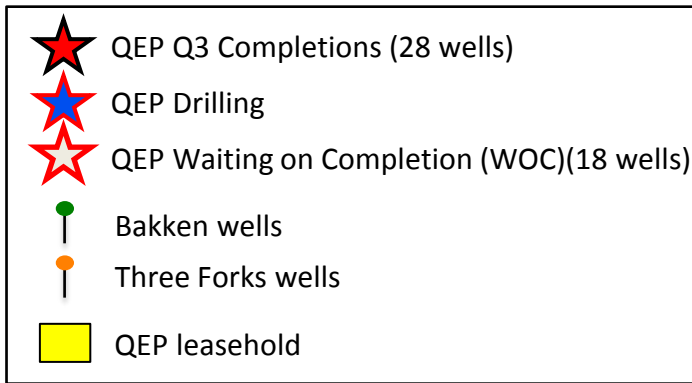 QEP Q3 Completions (28 wells)
QEP Drilling
QEP Waiting on Completion (WOC)(18 wells)
Bakken wells
Three Forks wells
QEP leasehold